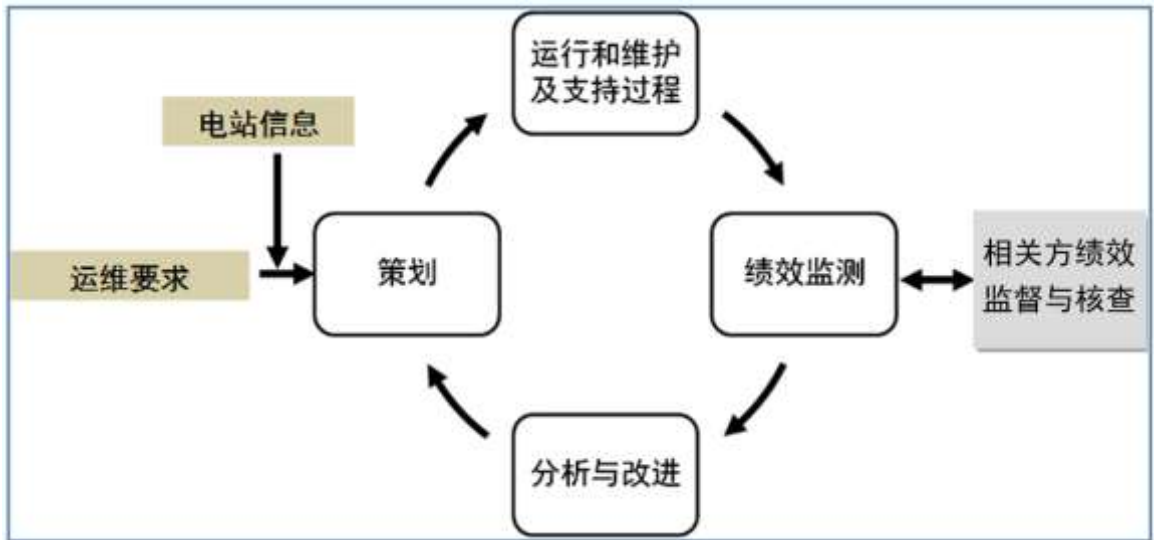 运行和维护
及支持过程
电站信息
运维要求
策划
绩效监测
相关方绩效
监督与核查
分析与改进